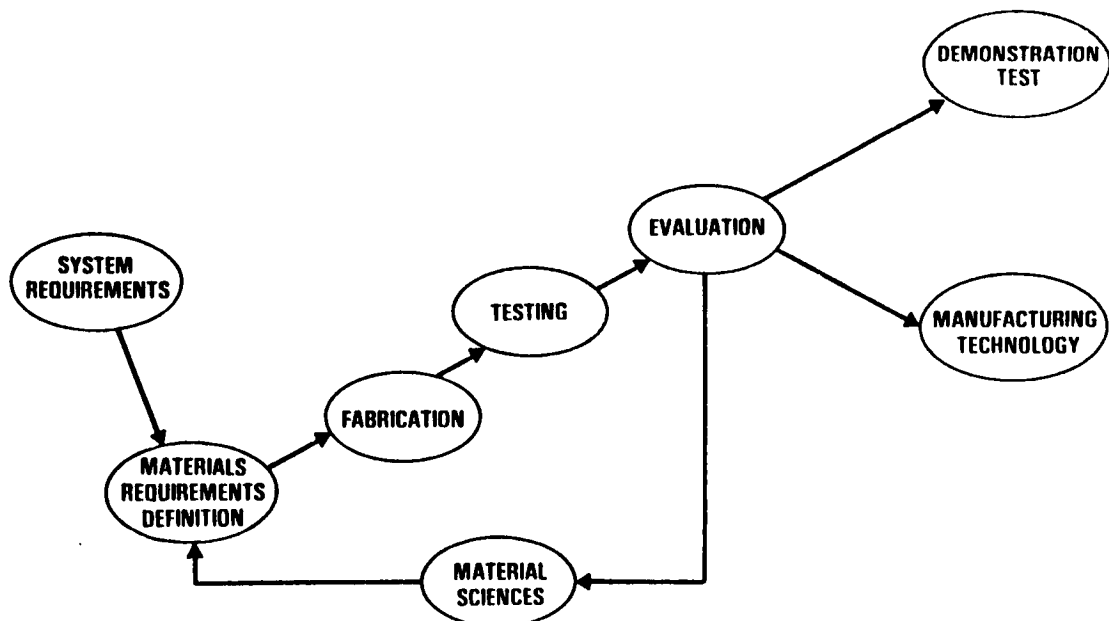 DEMONSTRATION
TEST
EVALUATION
SYSTEM
REQUIREMENTS
TESTING
MANUFACTURING
TECHNOLOGY
FABRICATION
MATERIALS
REQUIREMENTS
DEFINITION
MATERIAL
SCIENCES